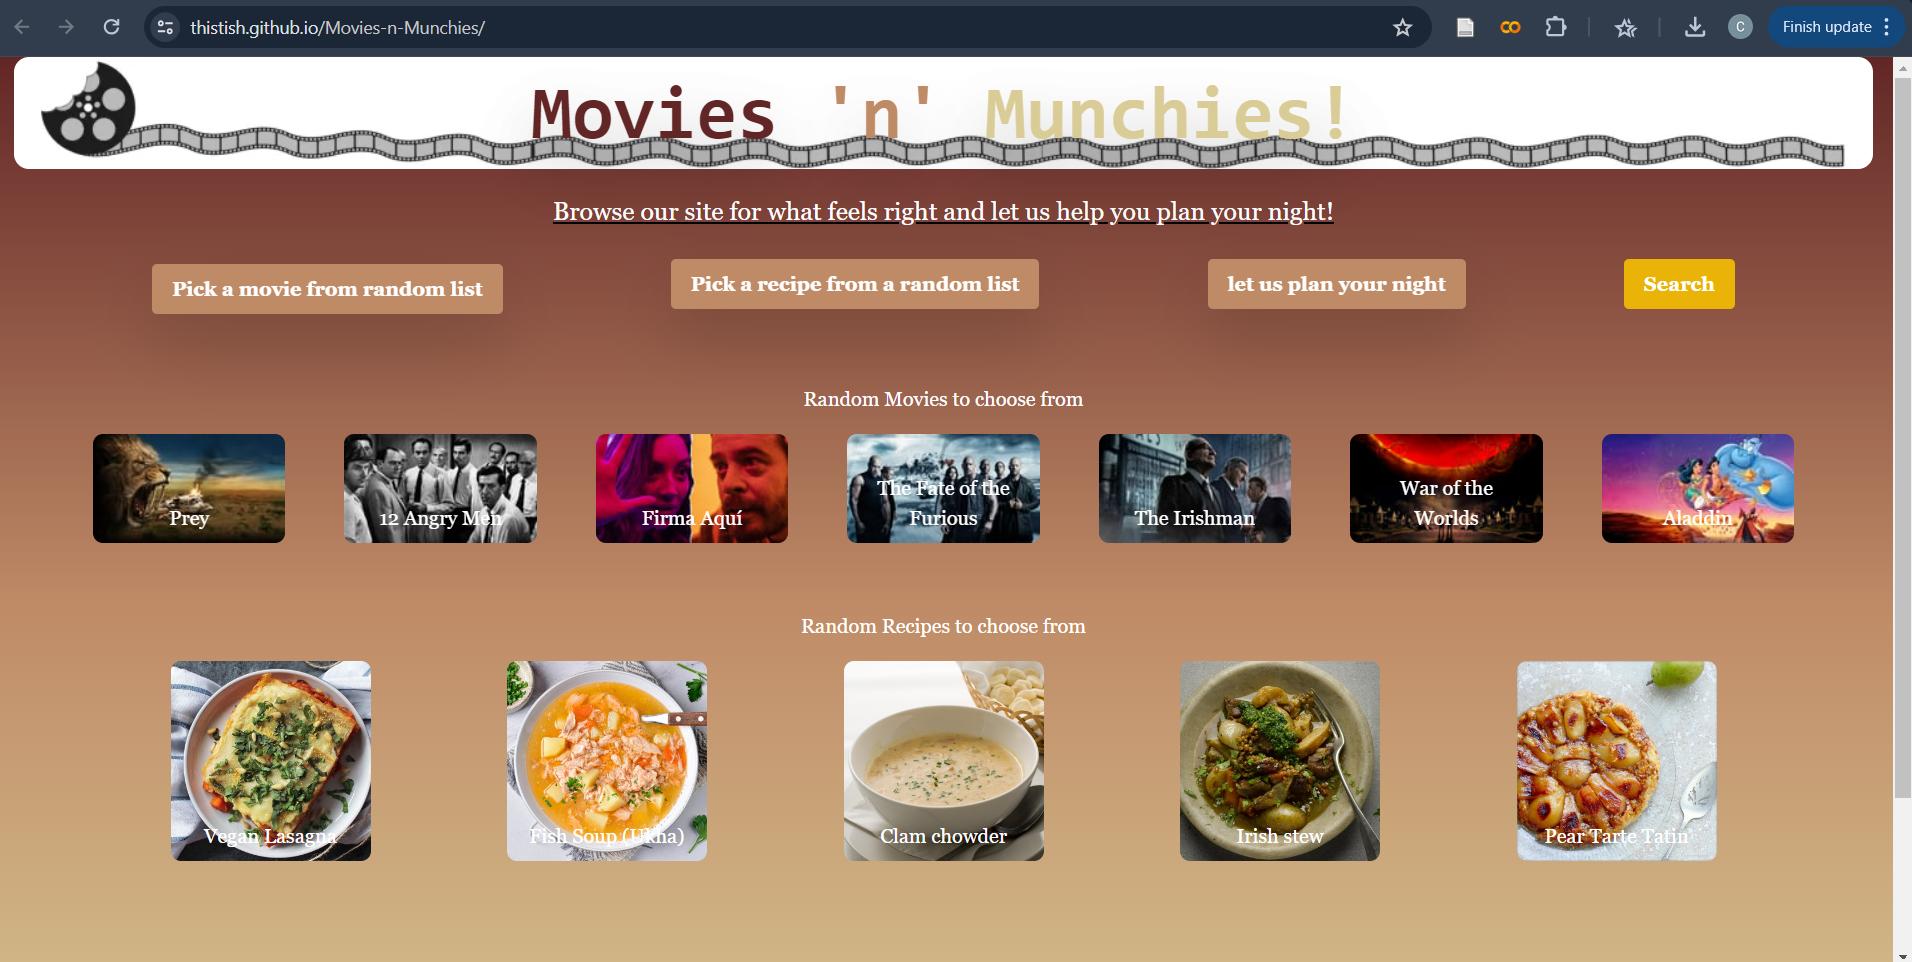 thistish.github.io/Movies-n-Munchies/
C
Finish update
Movies 'n' Munchies!
Browse our site for what feels right and let us help you plan your night!
Pick a movie from random list
Pick a recipe from a random list
let us plan your night
Search
Random Movies to choose from
Prey
12 Angry Men
Firma Aquí
The Fate of the
Furious
The Irishman
War of the
Worlds
Aladdin
Random Recipes to choose from
Vegan Lasagna
Fish Soup (Ukha)
Clam chowder
Irish stew
Pear Tarte Tatin